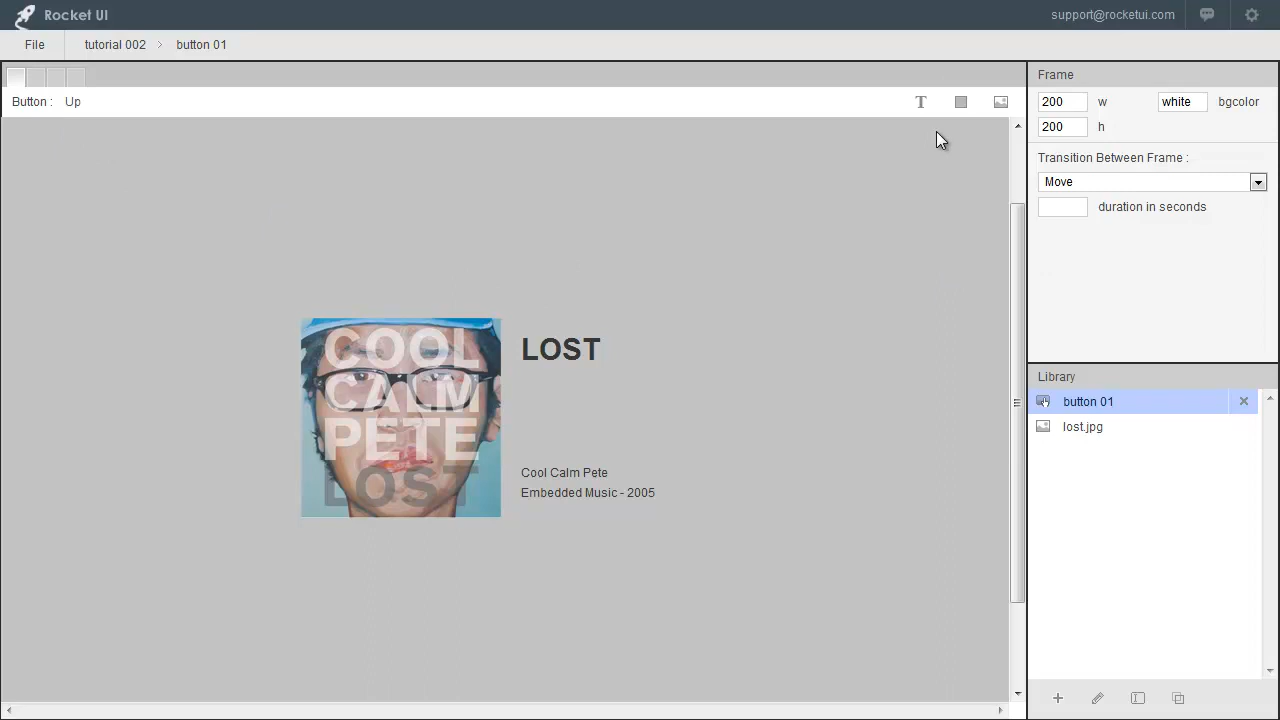 Rocket UI
support@rocketui.com
File
tutorial 002
button 01
Button :
Up
T
Frame
200
w
white
bgcolor
200
h
Transition Between Frame :
Move
duration in seconds
COOL
CALM
PETE
LOST
LOST
Cool Calm Pete
Embedded Music - 2005
Library
button 01
lost.jpg